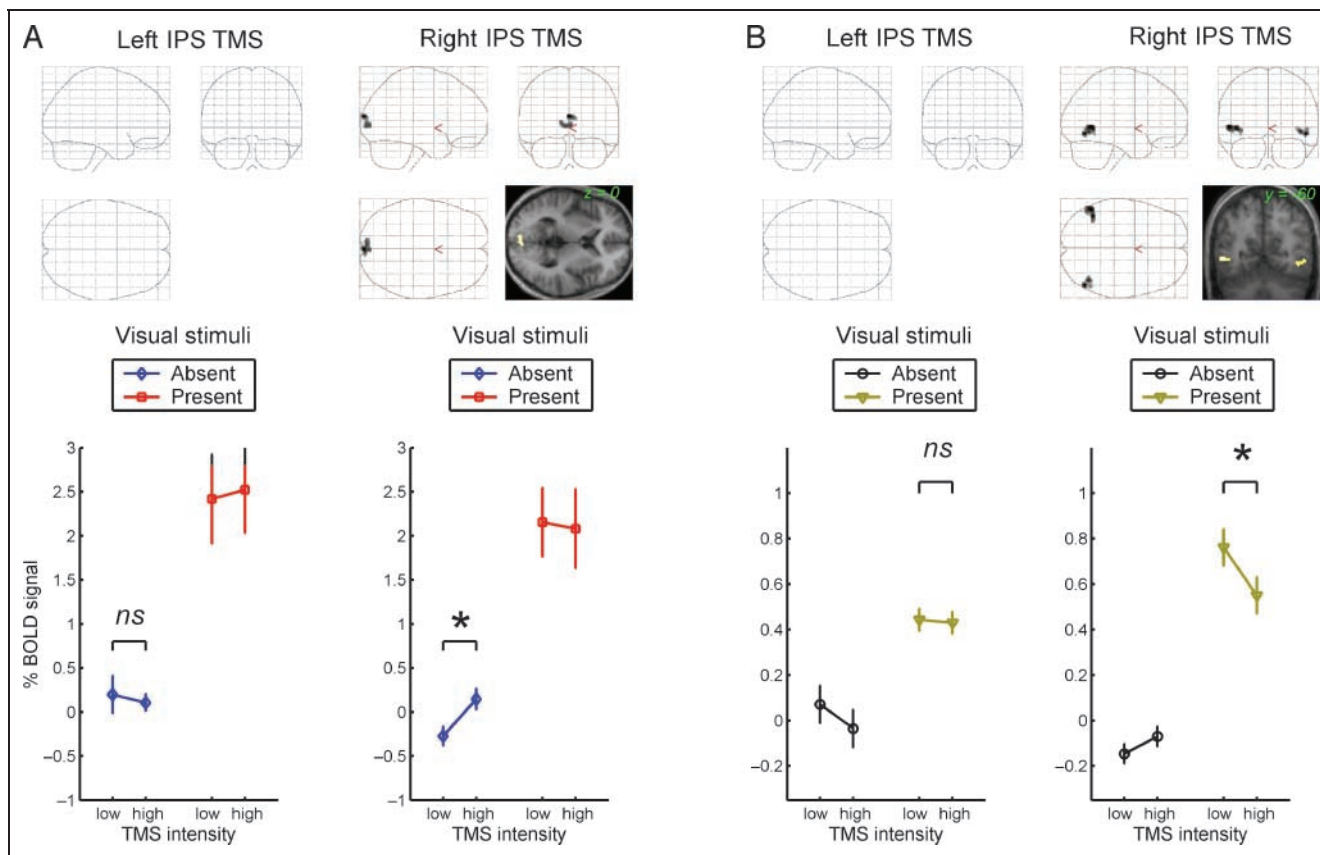 A
Left IPS TMS
Right IPS TMS
z = 0
Visual stimuli
Absent
Present
Visual stimuli
Absent
Present
% BOLD signal
3
2.5
2
1.5
1
0.5
0
–0.5
–1
ns
low high low high
TMS intensity
3
2.5
2
1.5
1
0.5
0
–0.5
–1
*
low high low high
TMS intensity
B
Left IPS TMS
Right IPS TMS
y = -60
Visual stimuli
Absent
Present
Visual stimuli
Absent
Present
1
0.8
0.6
0.4
0.2
0
–0.2
ns
low high low high
TMS intensity
1
0.8
0.6
0.4
0.2
0
–0.2
*
low high low high
TMS intensity